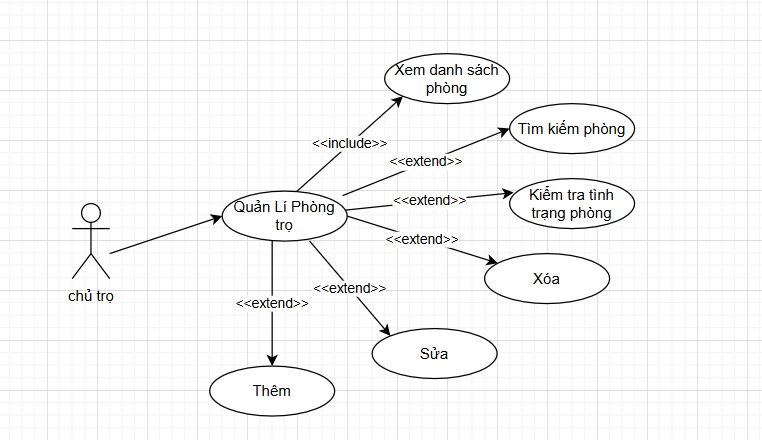 Xem danh sách
phòng
<<include>>
Tìm kiếm phòng
<<extend>>
Kiểm tra tình
trạng phòng
<<extend>>
Quản Lí Phòng
trọ
<<extend>>
Xóa
chủ trọ
<<extend>>
<<extend>>
Sửa
Thêm